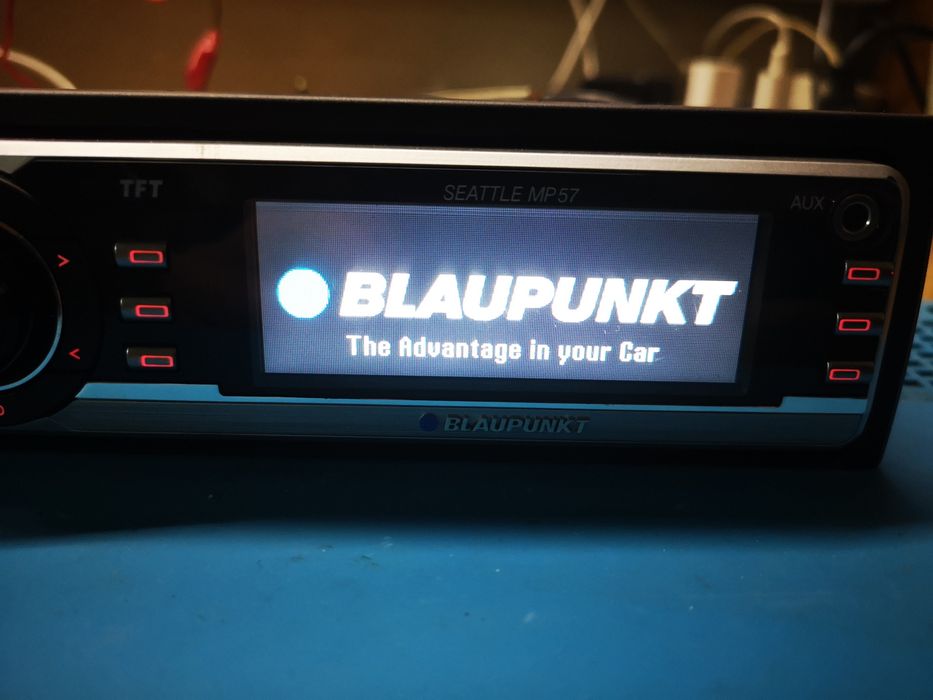 TFT
SEATTLE MP57
AUX
BLAUPUNKT
The Advantage in your Car
BLAUPUNKT